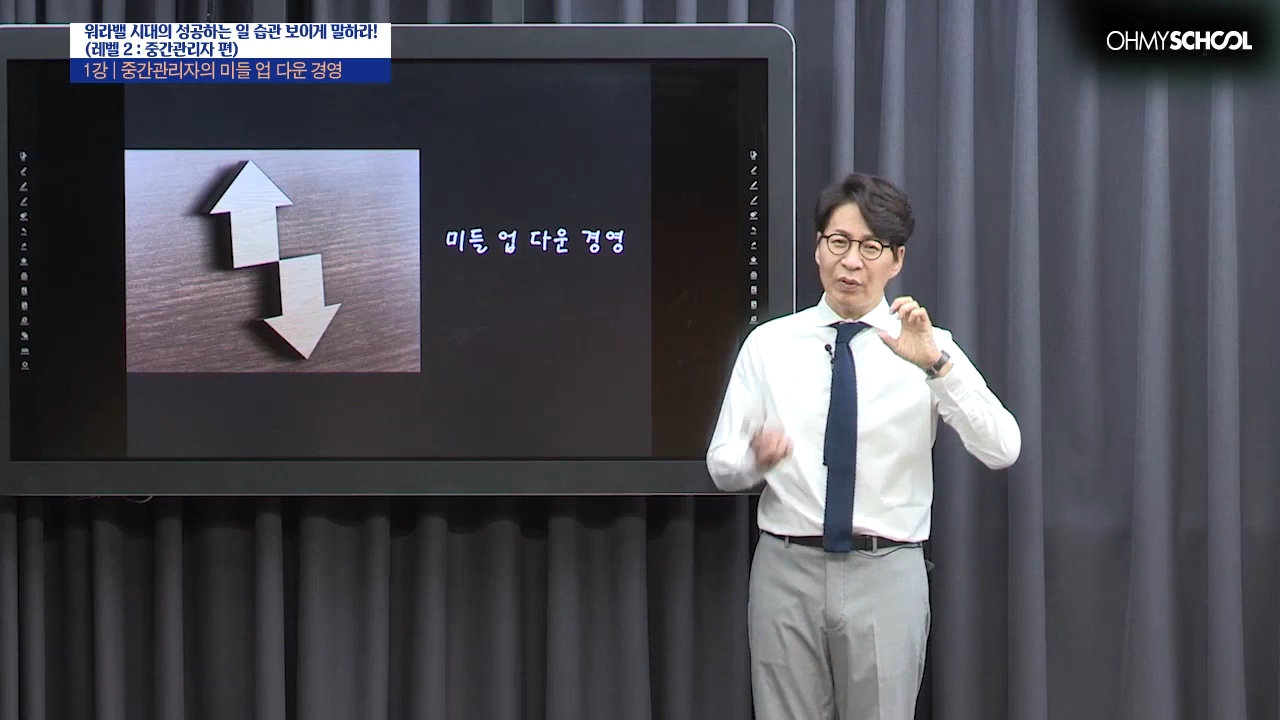 워라밸 시대의 성공하는 일 습관 보이게 말하라!
(레벨 2 : 중간관리자 편)
1강 | 중간관리자의 미들 업 다운 경영
OHMYSCHOOL
미들 업 다운 경영